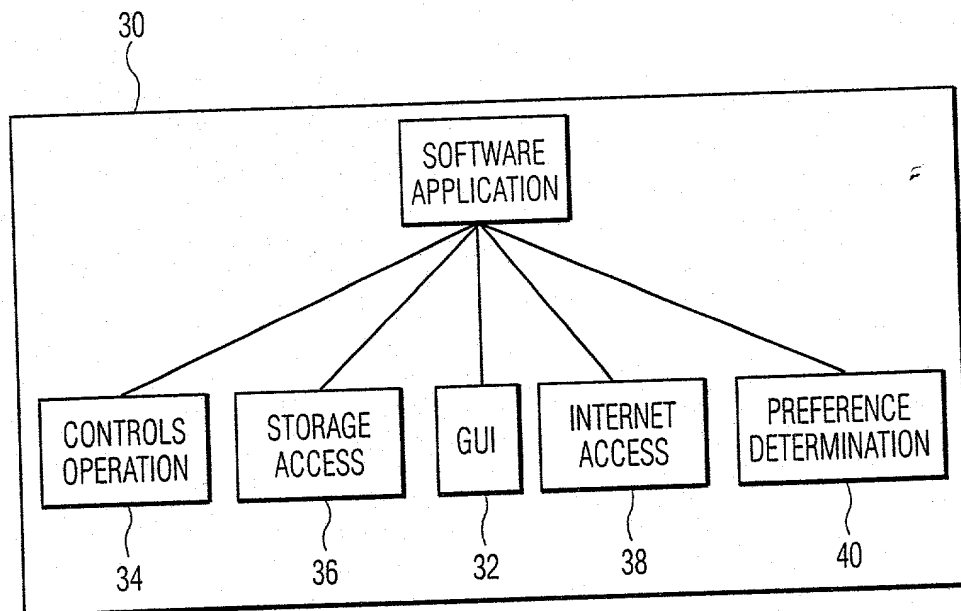 30
SOFTWARE
APPLICATION
CONTROLS
OPERATION
STORAGE
ACCESS
GUI
INTERNET
ACCESS
PREFERENCE
DETERMINATION
34
36
32
38
40